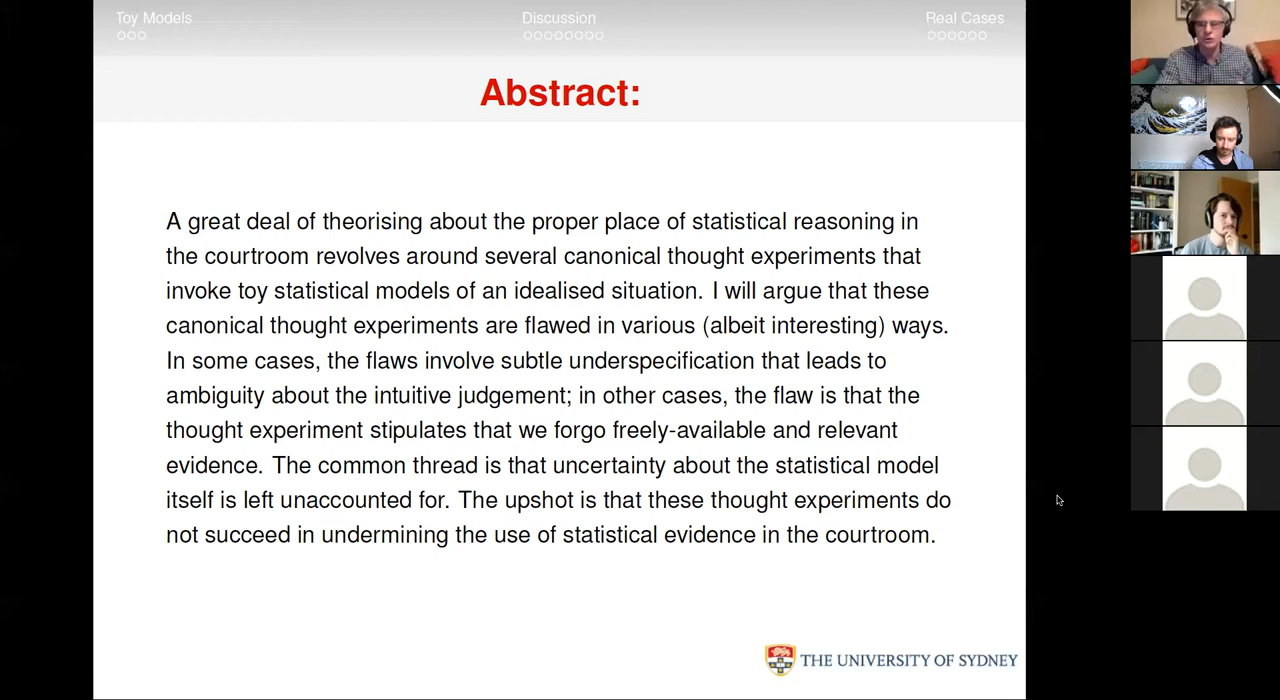 Toy Models
Discussion
Real Cases
Abstract:
A great deal of theorising about the proper place of statistical reasoning in
the courtroom revolves around several canonical thought experiments that
invoke toy statistical models of an idealised situation. I will argue that these
canonical thought experiments are flawed in various (albeit interesting) ways.
In some cases, the flaws involve subtle underspecification that leads to
ambiguity about the intuitive judgement; in other cases, the flaw is that the
thought experiment stipulates that we forgo freely-available and relevant
evidence. The common thread is that uncertainty about the statistical model
itself is left unaccounted for. The upshot is that these thought experiments do
not succeed in undermining the use of statistical evidence in the courtroom.
THE UNIVERSITY OF SYDNEY